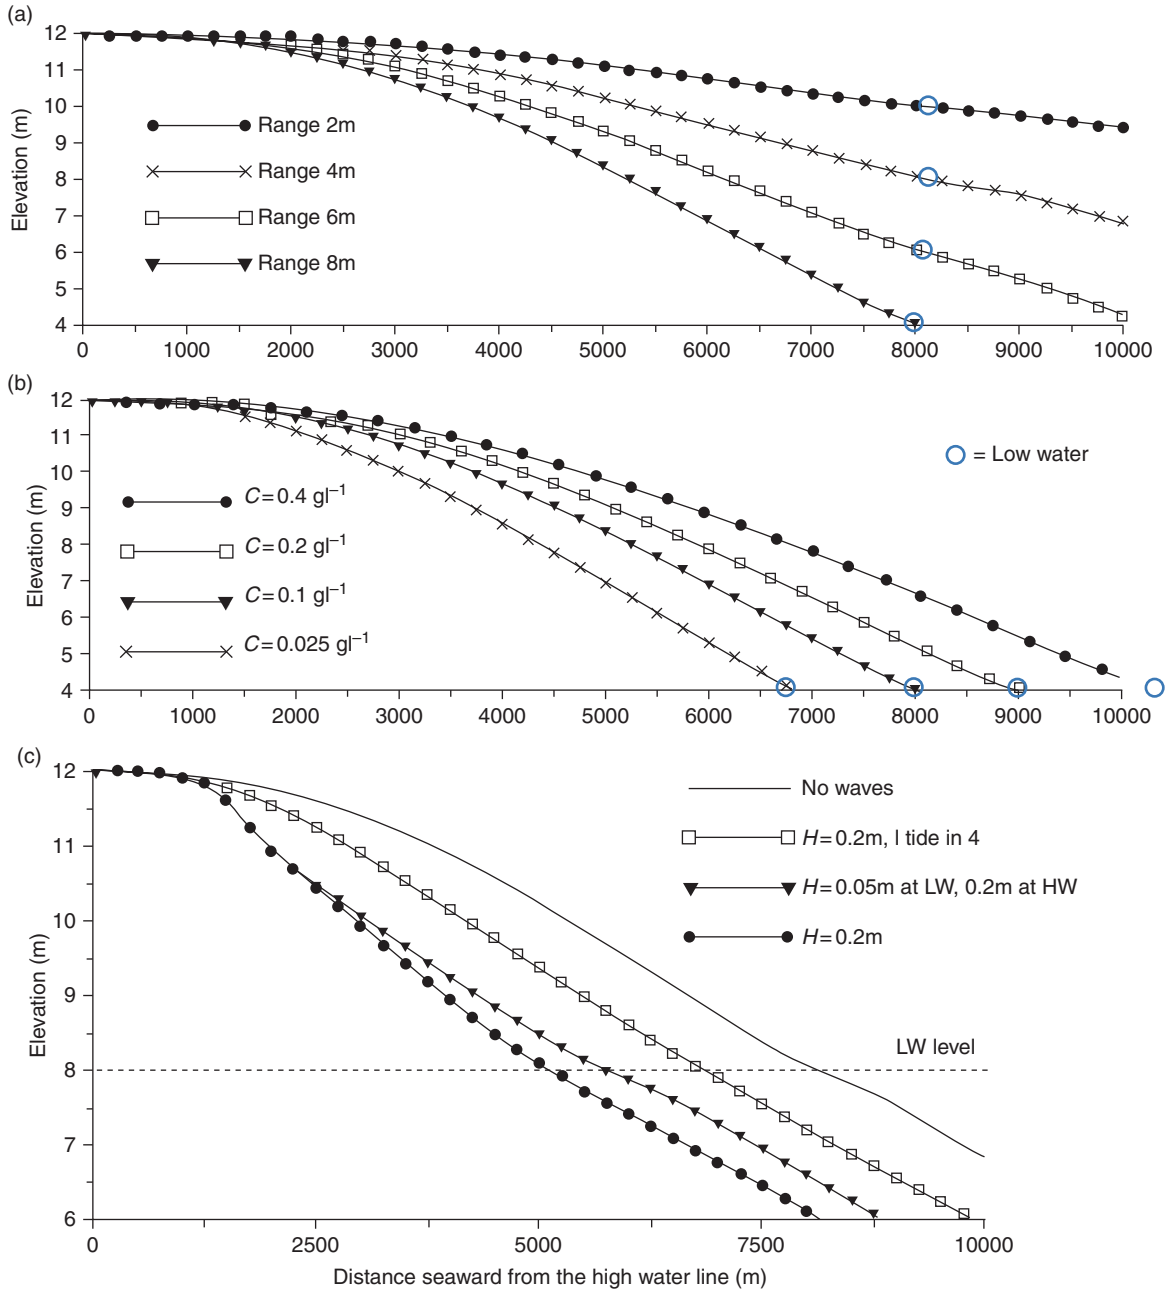 (a)
12
11
10
9
8
7
6
5
4
Elevation (m)
Range 2m
Range 4m
Range 6m
Range 8m
0 1000 2000 3000 4000 5000 6000 7000 8000 9000 10000
(b)
12
11
10
9
8
7
6
5
4
Elevation (m)
= Low water
C=0.4 gl⁻¹
C=0.2 gl⁻¹
C=0.1 gl⁻¹
C=0.025 gl⁻¹
0 1000 2000 3000 4000 5000 6000 7000 8000 9000 10000
(c)
12
11
10
9
8
7
6
Elevation (m)
No waves
H=0.2m, I tide in 4
H=0.05m at LW, 0.2m at HW
H=0.2m
LW level
0 2500 5000 7500 10000
Distance seaward from the high water line (m)